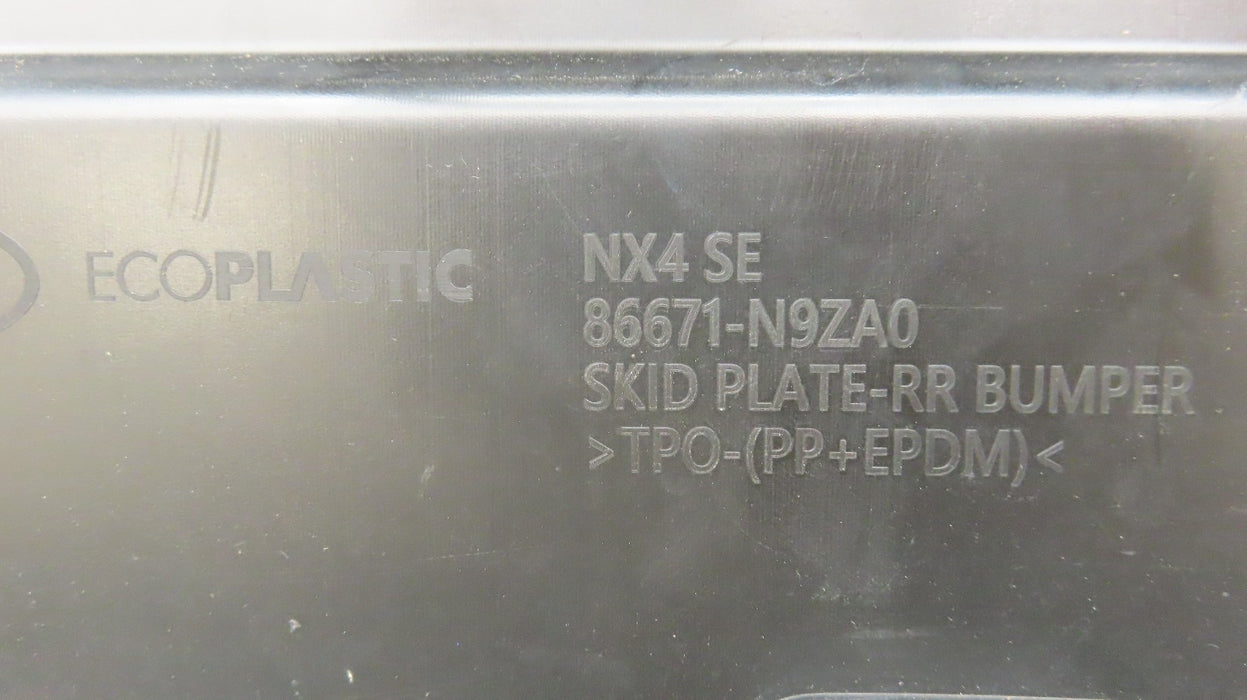 ECOPLASTIC
NX4 SE
86671-N9ZA0
SKID PLATE-RR BUMPER
>TPO-(PP+EPDM)<